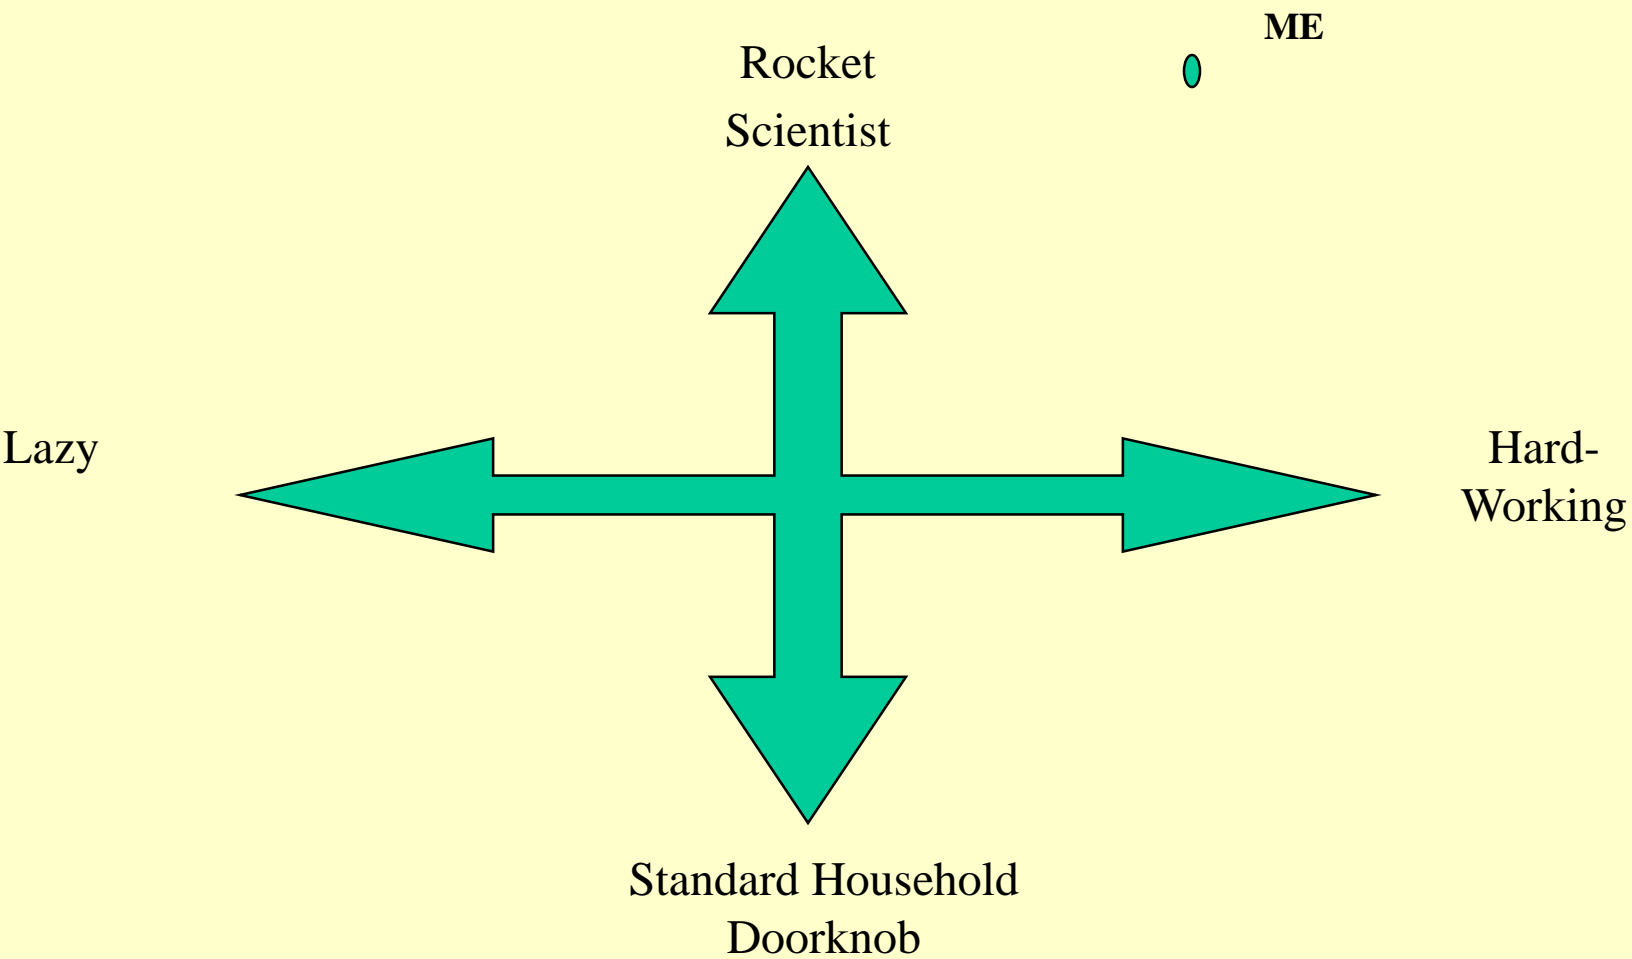 ME
Rocket
Scientist
Lazy
Hard-
Working
Standard Household
Doorknob